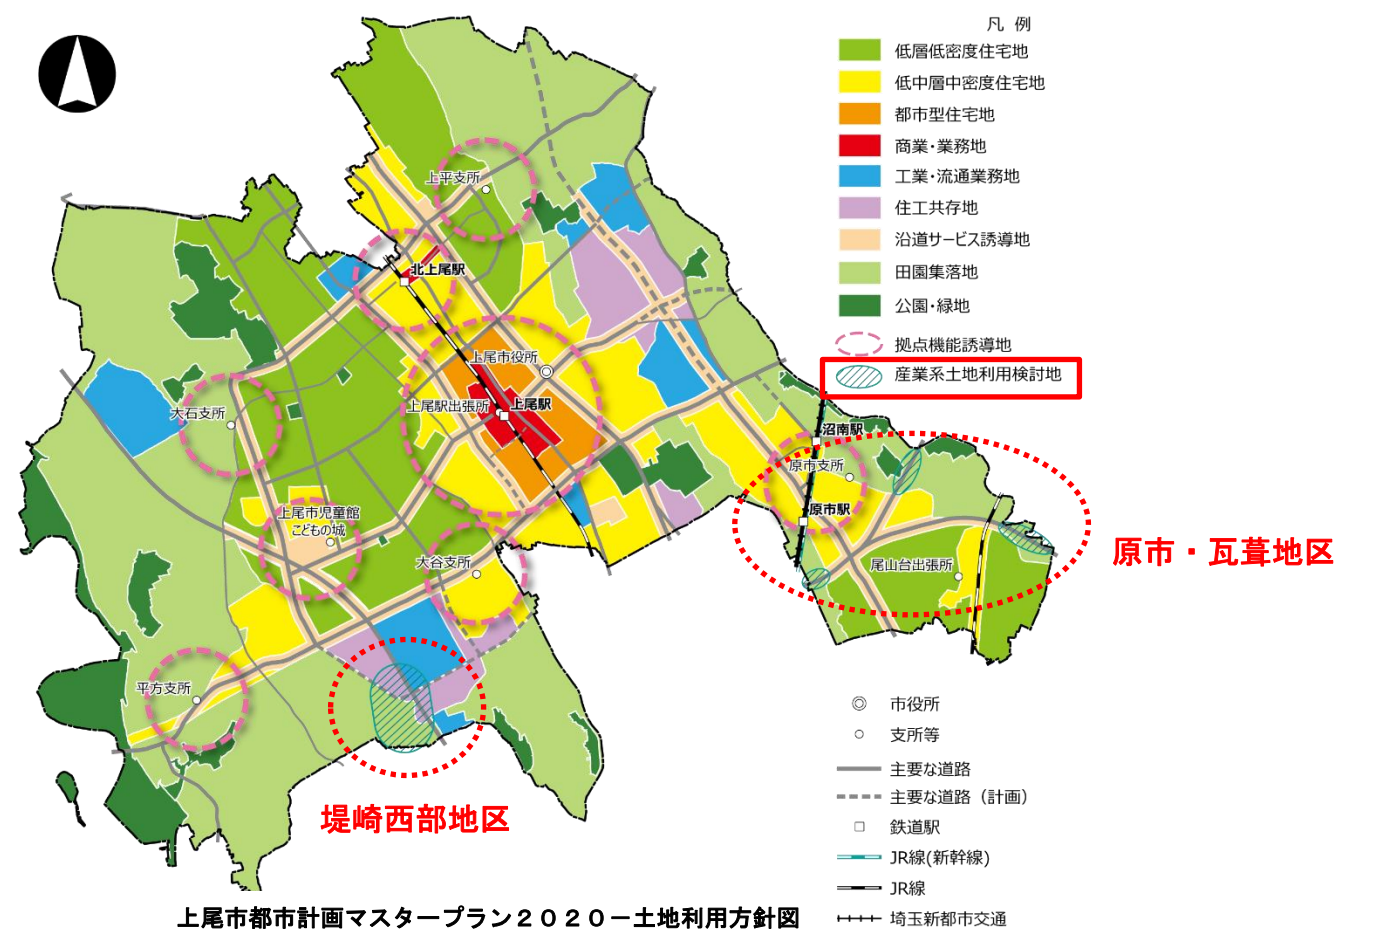 凡 例
低層低密度住宅地
低中層中密度住宅地
都市型住宅地
商業・業務地
工業・流通業務地
住工共存地
沿道サービス誘導地
田園集落地
公園・緑地
拠点機能誘導地
産業系土地利用検討地
上平支所
北上尾駅
上尾市役所
上尾駅出張所
上尾駅
大石支所
沼南駅
原市支所
原市駅
上尾市児童館
こどもの城
大谷支所
尾山台出張所
原市・瓦葺地区
平方支所
堤崎西部地区
市役所
支所等
主要な道路
主要な道路（計画）
鉄道駅
JR線(新幹線)
JR線
埼玉新都市交通
上尾市都市計画マスタープラン２０２０－土地利用方針図